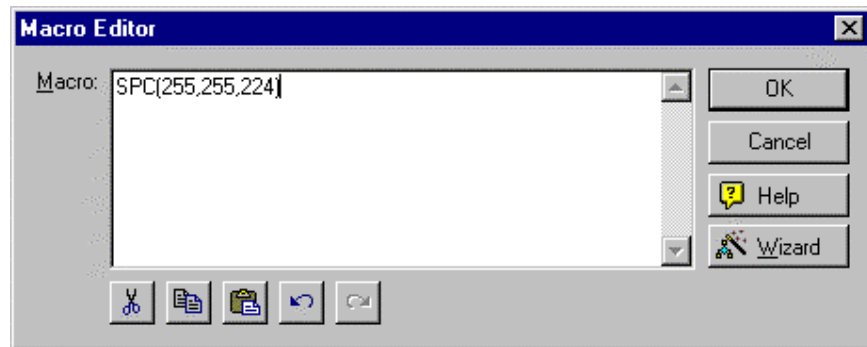 Macro Editor
Macro: SPC(255,255,224)
OK
Cancel
Help
Wizard